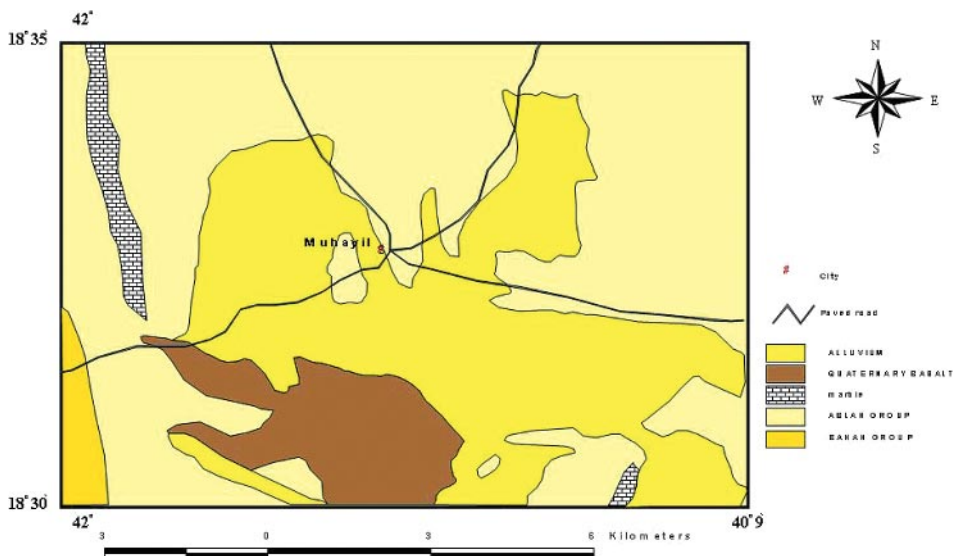 42°
18°35'
N
W E
S
Muhayil
City
Paved road
ALLUVIUM
QUATERNARY BABALT
marble
ABLAH GROUP
BAHAH GROUP
18°30'
42° 40°9'
3 0 3 6 Kilometers